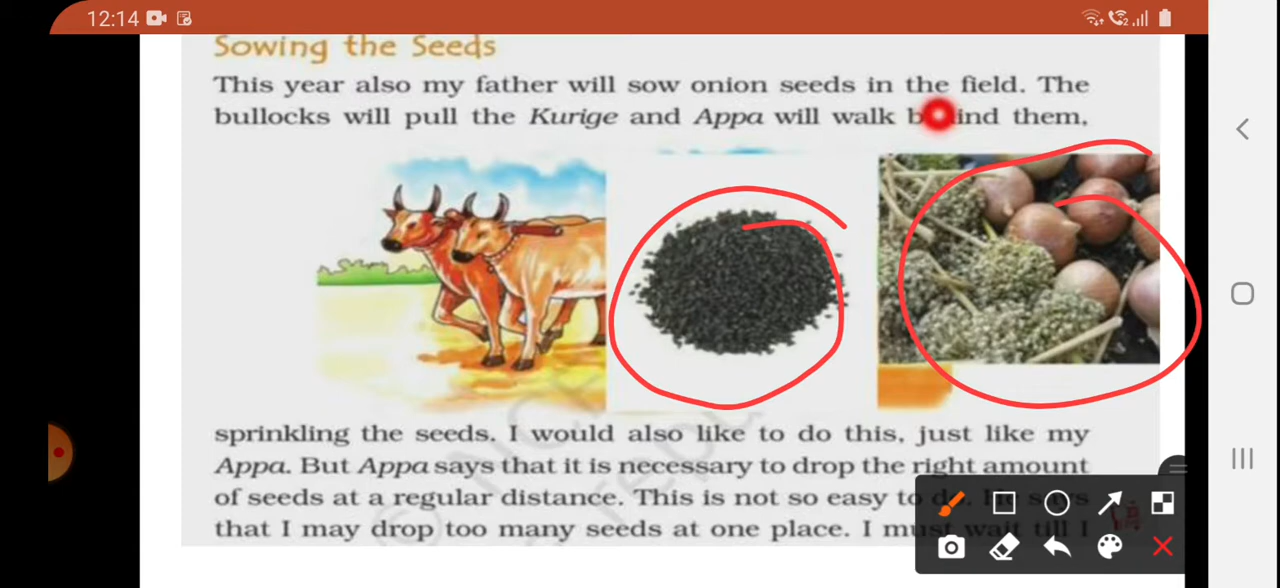 12:14
Sowing the Seeds
This year also my father will sow onion seeds in the field. The
bullocks will pull the Kurige and Appa will walk behind them,
sprinkling the seeds. I would also like to do this, just like my
Appa. But Appa says that it is necessary to drop the right amount
of seeds at a regular distance. This is not so easy to
that I may drop too many seeds at one place. I must wait till I